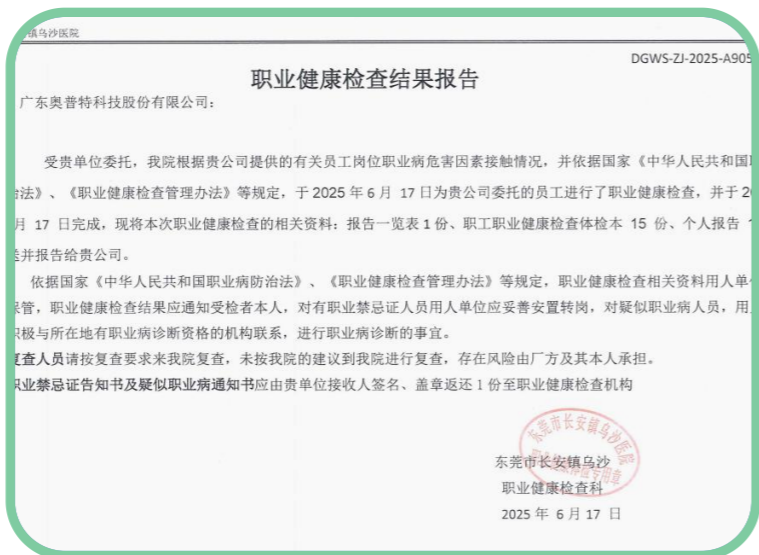 镇乌沙医院
DGWS-ZJ-2025-A905
职业健康检查结果报告
广东奥普特科技股份有限公司：
受贵单位委托，我院根据贵公司提供的有关员工岗位职业病危害因素接触情况，并依据国家《中华人民共和国
治法》、《职业健康检查管理办法》等规定，于 2025 年 6 月 17 日为贵公司委托的员工进行了职业健康检查，并于 2
月 17 日完成，现将本次职业健康检查的相关资料：报告一览表 1 份、职工职业健康检查体检本 15 份、个人报告
送并报告给贵公司。
依据国家《中华人民共和国职业病防治法》、《职业健康检查管理办法》等规定，职业健康检查相关资料用人单
保管，职业健康检查结果应通知受检者本人，对有职业禁忌证人员用人单位应妥善安置转岗，对疑似职业病人员，用
积极与所在地有职业病诊断资格的机构联系，进行职业病诊断的事宜。
复查人员请按复查要求来我院复查，未按我院的建议到我院进行复查，存在风险由厂方及其本人承担。
职业禁忌证告知书及疑似职业病通知书应由贵单位接收人签名、盖章返还 1 份至职业健康检查机构
东莞市长安镇乌沙医院
东莞市长安镇乌沙
职业健康检查科
2025 年 6 月 17 日